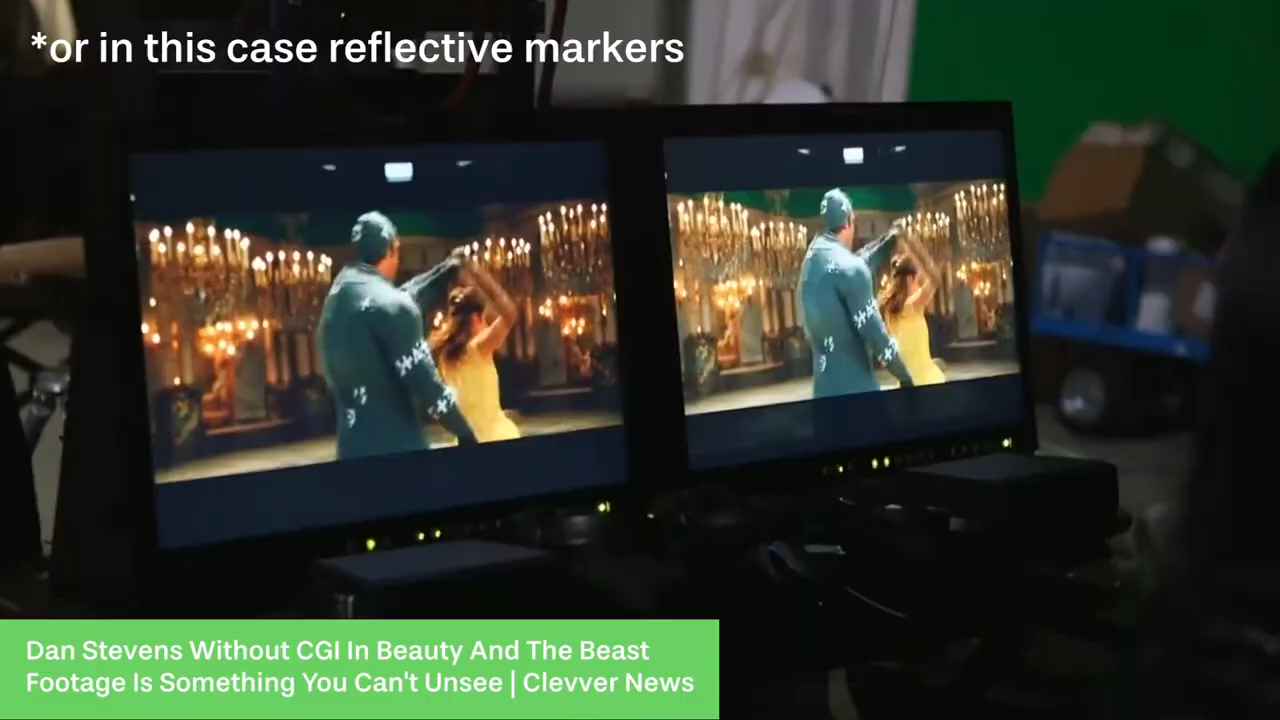 *or in this case reflective markers
Dan Stevens Without CGI In Beauty And The Beast
Footage Is Something You Can't Unsee | Clevver News